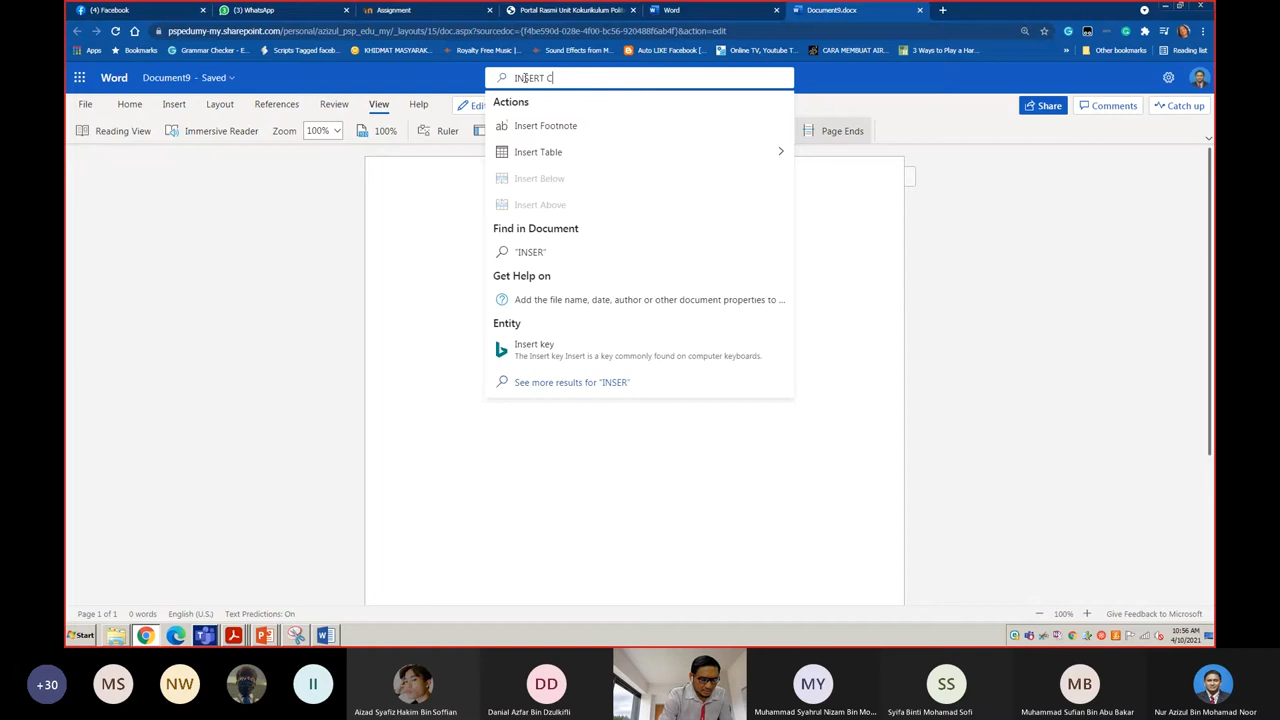 (4) Facebook
(3) WhatsApp
Assignment
Portal Rasmi Unit Kokurikulum Polit
Word
Document9.docx
pspedumy-my.sharepoint.com/personal/azizul_psp_edu_my/_layouts/15/doc.aspx?sourcedoc={f4be590d-028e-4f00-bc56-920488f6ab4f}&action=edit
Apps
Bookmarks
Grammar Checker - E...
Scripts Tagged faceb...
KHIDMAT MASYARAK...
Royalty Free Music |...
Sound Effects from M...
Auto LIKE Facebook [...
Online TV, Youtube T...
CARA MEMBUAT AIR...
3 Ways to Play a Har...
Other bookmarks
Reading list
Word
Document9 - Saved
INSERT C
File
Home
Insert
Layout
References
Review
View
Help
Share
Comments
Catch up
Reading View
Immersive Reader
Zoom
100%
100%
Ruler
Page Ends
Actions
Insert Footnote
Insert Table
Insert Below
Insert Above
Find in Document
"INSER"
Get Help on
Add the file name, date, author or other document properties to ...
Entity
Insert key
The Insert key Insert is a key commonly found on computer keyboards.
See more results for "INSER"
Page 1 of 1
0 words
English (U.S.)
Text Predictions: On
100%
Give Feedback to Microsoft
Start
10:56 AM
4/10/2021
+30
MS
NW
II
Aizad Syafiz Hakim Bin Soffian
DD
Danial Azfar Bin Dzulkifli
MY
Muhammad Syahrul Nizam Bin Mo...
SS
Syifa Binti Mohamad Sofi
MB
Muhammad Sufian Bin Abu Bakar
Nur Azizul Bin Mohamad Noor